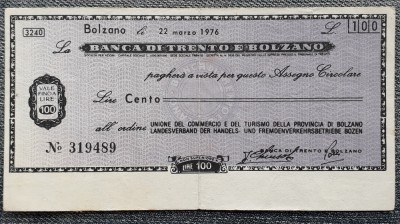 3240
Bolzano li 22 marzo 1976 L. 100
La BANCA DI TRENTO E BOLZANO
pagherà a vista per questo Assegno Circolare
VALE
FINO A
LIRE
100
Lire Cento
all'ordine UNIONE DEL COMMERCIO E DEL TURISMO DELLA PROVINCIA DI BOLZANO
LANDESVERBAND DER HANDELS- UND FREMDENVERKEHRSBETRIEBE BOZEN
No 319489
BANCA DI TRENTO E BOLZANO
LIRE 100